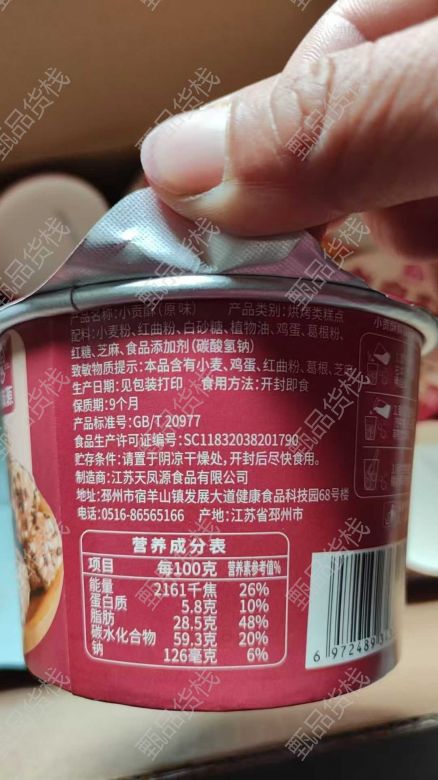 产品名称:小贡酥(原味) 产品类别:烘烤类糕点
配料:小麦粉、红曲粉、白砂糖、植物油、鸡蛋、葛根粉、
红糖、芝麻、食品添加剂(碳酸氢钠)
致敏物质提示:本品含有小麦、鸡蛋、红曲粉、葛根、芝麻
生产日期:见包装打印 食用方法:开封即食
保质期:9个月
产品标准号:GB/T 20977
食品生产许可证编号:SC11832038201790
贮存条件:请置于阴凉干燥处,开封后尽快食用。
制造商:江苏天凤源食品有限公司
地址:邳州市宿羊山镇发展大道健康食品科技园68号楼
电话:0516-86565166 产地:江苏省邳州市
营养成分表
项目 每100克 营养素参考值%
能量 2161千焦 26%
蛋白质 5.8克 10%
脂肪 28.5克 48%
碳水化合物 59.3克 20%
钠 126毫克 6%
6 972489
小贡酥
甄品货栈